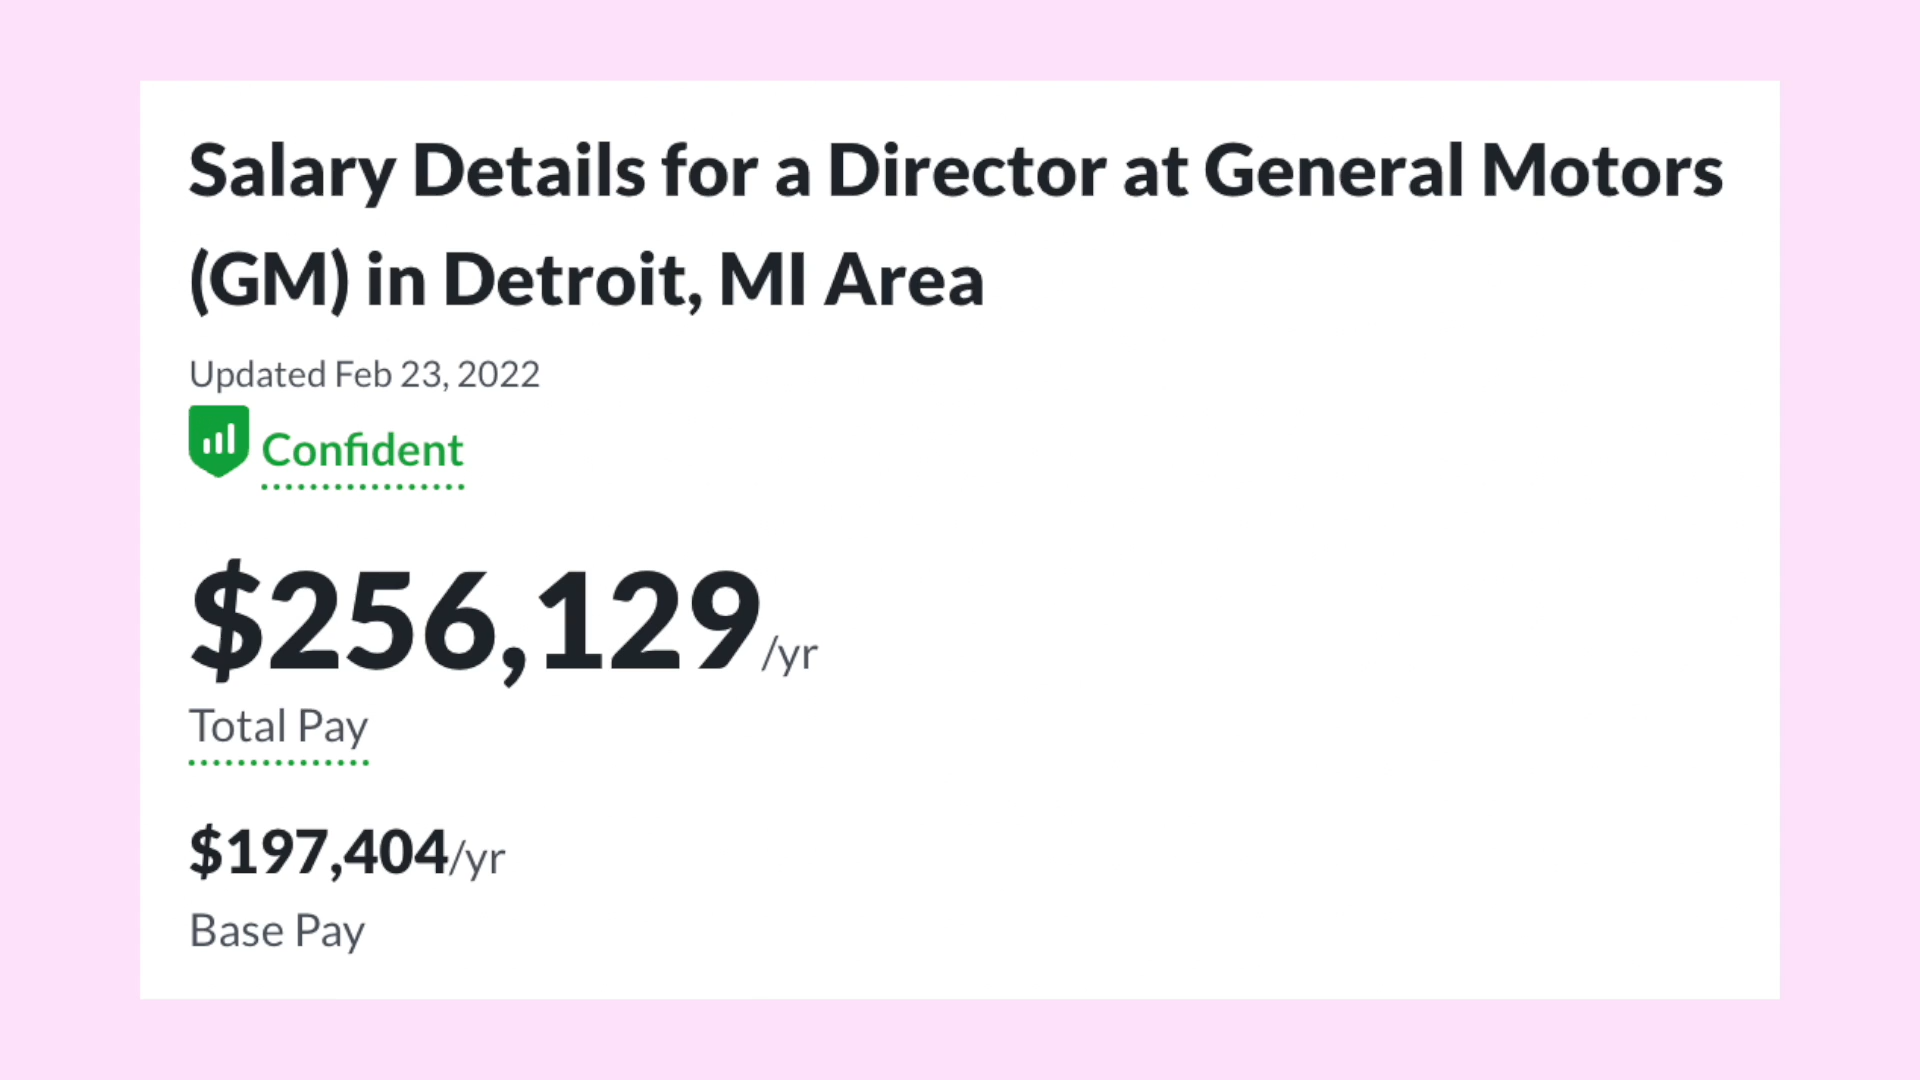 Salary Details for a Director at General Motors
(GM) in Detroit, MI Area
Updated Feb 23, 2022
Confident
$256,129/yr
Total Pay
$197,404/yr
Base Pay